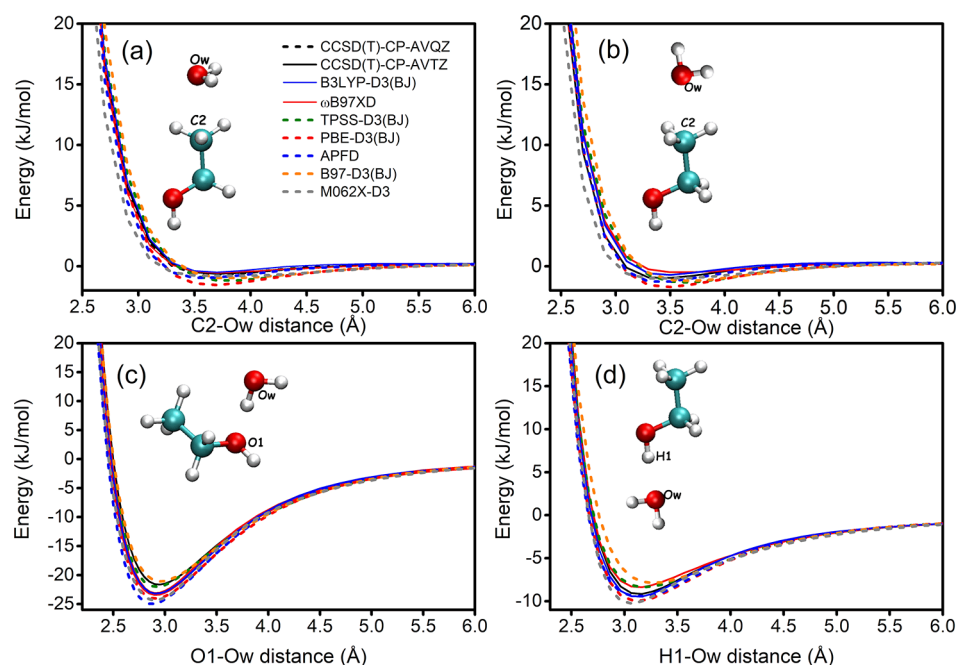 (a)
Energy (kJ/mol)
20
15
10
5
0
Ow
C2
CCSD(T)-CP-AVQZ
CCSD(T)-CP-AVTZ
B3LYP-D3(BJ)
ωB97XD
TPSS-D3(BJ)
PBE-D3(BJ)
APFD
B97-D3(BJ)
M062X-D3
2.5 3.0 3.5 4.0 4.5 5.0 5.5 6.0
C2-Ow distance (Å)
(b)
Energy (kJ/mol)
20
15
10
5
0
Ow
C2
2.5 3.0 3.5 4.0 4.5 5.0 5.5 6.0
C2-Ow distance (Å)
(c)
Energy (kJ/mol)
20
15
10
5
0
-5
-10
-15
-20
-25
Ow
O1
2.5 3.0 3.5 4.0 4.5 5.0 5.5 6.0
O1-Ow distance (Å)
(d)
Energy (kJ/mol)
20
15
10
5
0
-5
-10
H1
Ow
2.5 3.0 3.5 4.0 4.5 5.0 5.5 6.0
H1-Ow distance (Å)